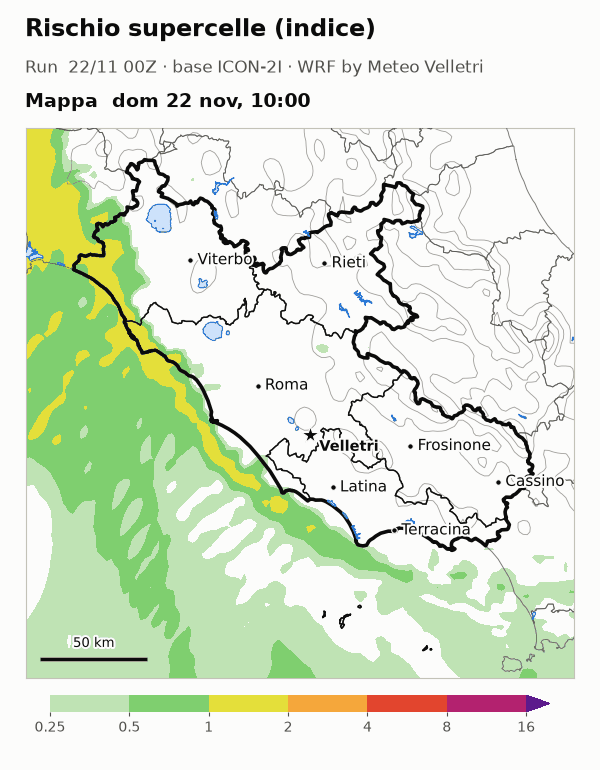 Rischio supercelle (indice)
Run 22/11 00Z · base ICON-2I · WRF by Meteo Velletri
Mappa dom 22 nov, 10:00
Viterbo
Rieti
Roma
Velletri
Frosinone
Latina
Cassino
Terracina
50 km
0.25 0.5 1 2 4 8 16